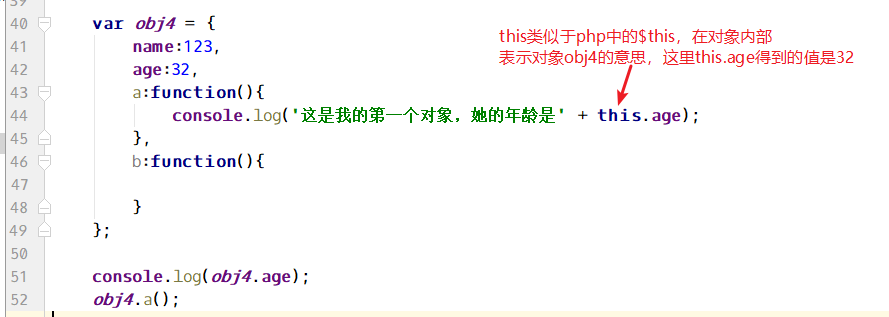 39
40 var obj4 = {
this类似于php中的$this，在对象内部
41 name:123,
表示对象obj4的意思，这里this.age得到的值是32
42 age:32,
43 a:function(){
44 console.log('这是我的第一个对象，她的年龄是' + this.age);
45 },
46 b:function(){
47
48 }
49 };
50
51 console.log(obj4.age);
52 obj4.a();